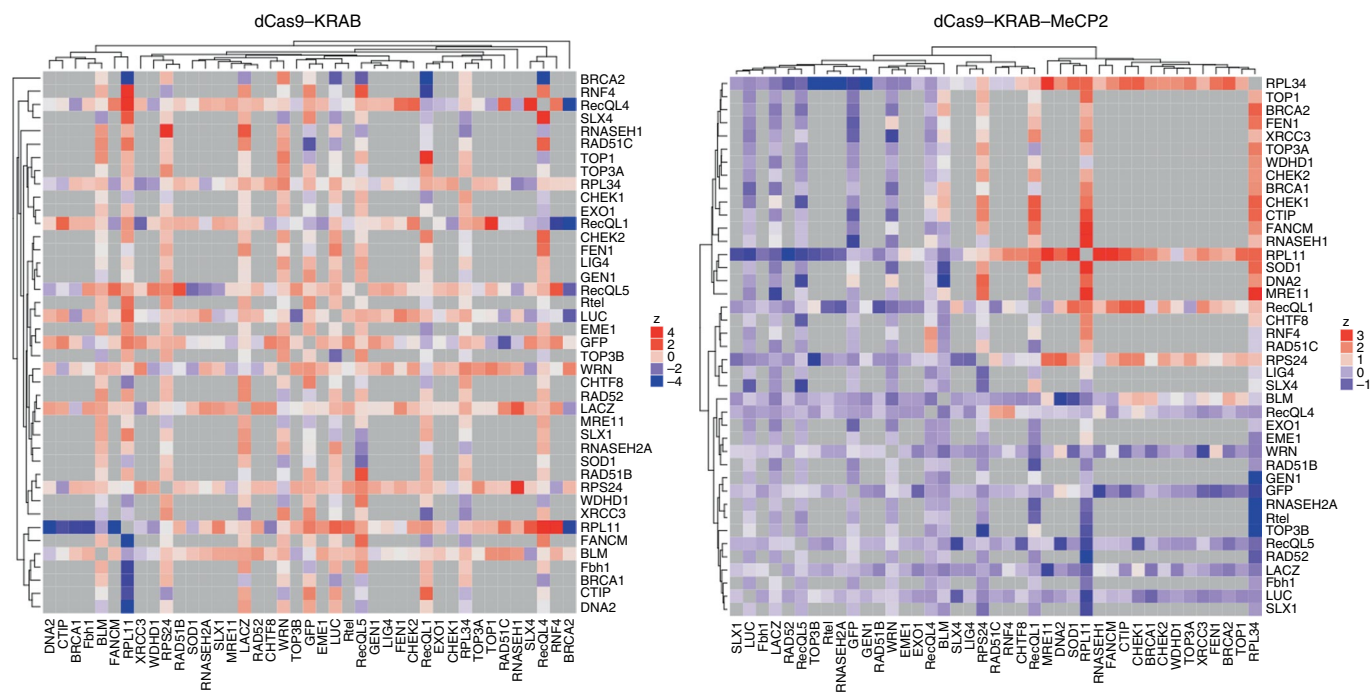 dCas9–KRAB
BRCA2
RNF4
RecQL4
SLX4
RNASEH1
RAD51C
TOP1
TOP3A
RPL34
CHEK1
EXO1
RecQL1
CHEK2
FEN1
LIG4
GEN1
RecQL5
Rtel
LUC
EME1
GFP
TOP3B
WRN
CHTF8
RAD52
LACZ
MRE11
SLX1
RNASEH2A
SOD1
RAD51B
RPS24
WDHD1
XRCC3
RPL11
FANCM
BLM
Fbh1
BRCA1
CTIP
DNA2
z
4
2
0
−2
−4
DNA2
CTIP
BRCA1
Fbh1
BLM
FANCM
RPL11
XRCC3
WDHD1
RPS24
RAD51B
SOD1
RNASEH2A
SLX1
MRE11
LACZ
RAD52
CHTF8
WRN
TOP3B
GFP
EME1
LUC
Rtel
RecQL5
GEN1
LIG4
FEN1
CHEK2
RecQL1
EXO1
CHEK1
RPL34
TOP3A
TOP1
RAD51C
RNASEH1
SLX4
RecQL4
RNF4
BRCA2
dCas9–KRAB–MeCP2
RPL34
TOP1
BRCA2
FEN1
XRCC3
TOP3A
WDHD1
CHEK2
BRCA1
CHEK1
CTIP
FANCM
RNASEH1
RPL11
SOD1
DNA2
MRE11
RecQL1
CHTF8
RNF4
RAD51C
RPS24
LIG4
SLX4
BLM
RecQL4
EXO1
EME1
WRN
RAD51B
GEN1
GFP
RNASEH2A
Rtel
TOP3B
RecQL5
RAD52
LACZ
Fbh1
LUC
SLX1
z
3
2
1
0
−1
SLX1
LUC
Fbh1
LACZ
RAD52
RecQL5
TOP3B
Rtel
RNASEH2A
GFP
GEN1
RAD51B
WRN
EME1
EXO1
RecQL4
BLM
SLX4
LIG4
RPS24
RAD51C
RNF4
CHTF8
RecQL1
MRE11
DNA2
SOD1
RPL11
RNASEH1
FANCM
CTIP
CHEK1
BRCA1
CHEK2
WDHD1
TOP3A
XRCC3
FEN1
BRCA2
TOP1
RPL34